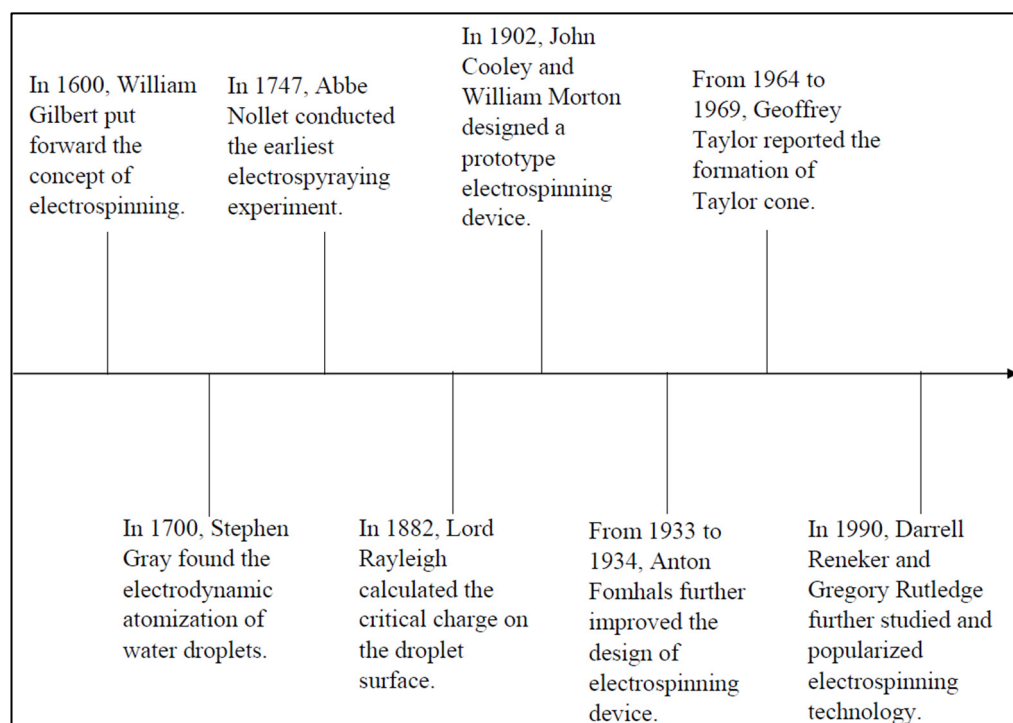 In 1600, William
Gilbert put
forward the
concept of
electrospinning.
In 1700, Stephen
Gray found the
electrodynamic
atomization of
water droplets.
In 1747, Abbe
Nollet conducted
the earliest
electrospyraying
experiment.
In 1882, Lord
Rayleigh
calculated the
critical charge on
the droplet
surface.
In 1902, John
Cooley and
William Morton
designed a
prototype
electrospinning
device.
From 1933 to
1934, Anton
Fomhals further
improved the
design of
electrospinning
device.
From 1964 to
1969, Geoffrey
Taylor reported the
formation of
Taylor cone.
In 1990, Darrell
Reneker and
Gregory Rutledge
further studied and
popularized
electrospinning
technology.